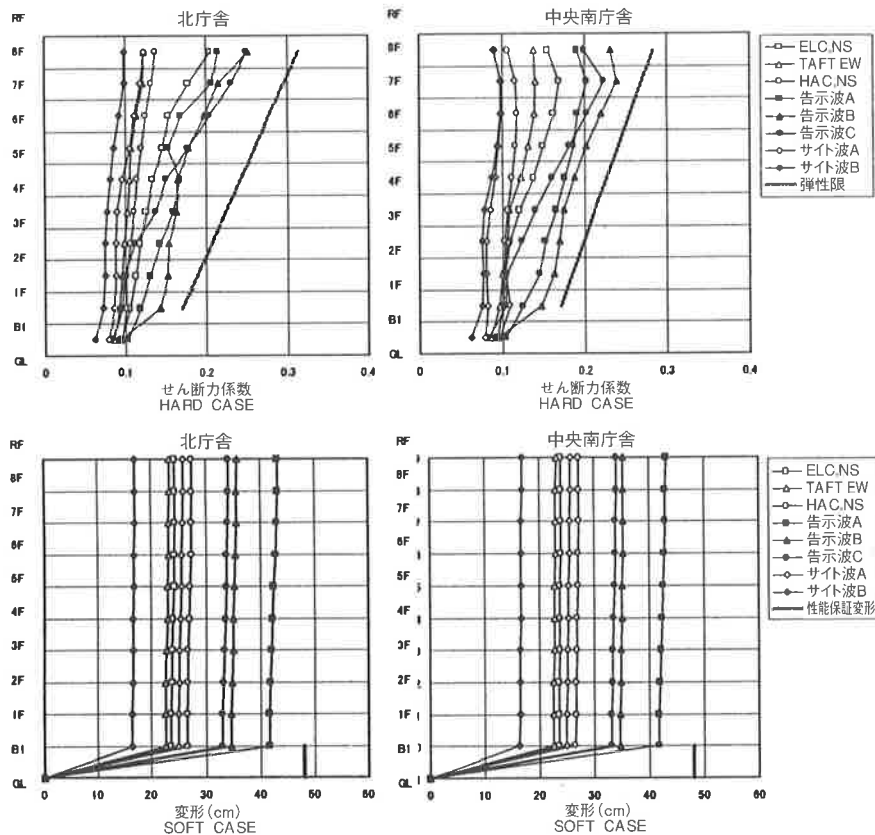 北庁舎
RF
8F
7F
6F
5F
4F
3F
2F
1F
B1
GL
0
0.1
0.2
0.3
0.4
せん断力係数
HARD CASE
中央南庁舎
RF
8F
7F
6F
5F
4F
3F
2F
1F
B1
GL
0
0.1
0.2
0.3
0.4
せん断力係数
HARD CASE
ELC,NS
TAFT EW
HAC,NS
告示波A
告示波B
告示波C
サイト波A
サイト波B
弾性限
北庁舎
RF
8F
7F
6F
5F
4F
3F
2F
1F
B1
GL
0
10
20
30
40
50
60
変形(cm)
SOFT CASE
中央南庁舎
RF
8F
7F
6F
5F
4F
3F
2F
1F
B1
GL
0
10
20
30
40
50
60
変形(cm)
SOFT CASE
ELC,NS
TAFT EW
HAC,NS
告示波A
告示波B
告示波C
サイト波A
サイト波B
性能保証変形